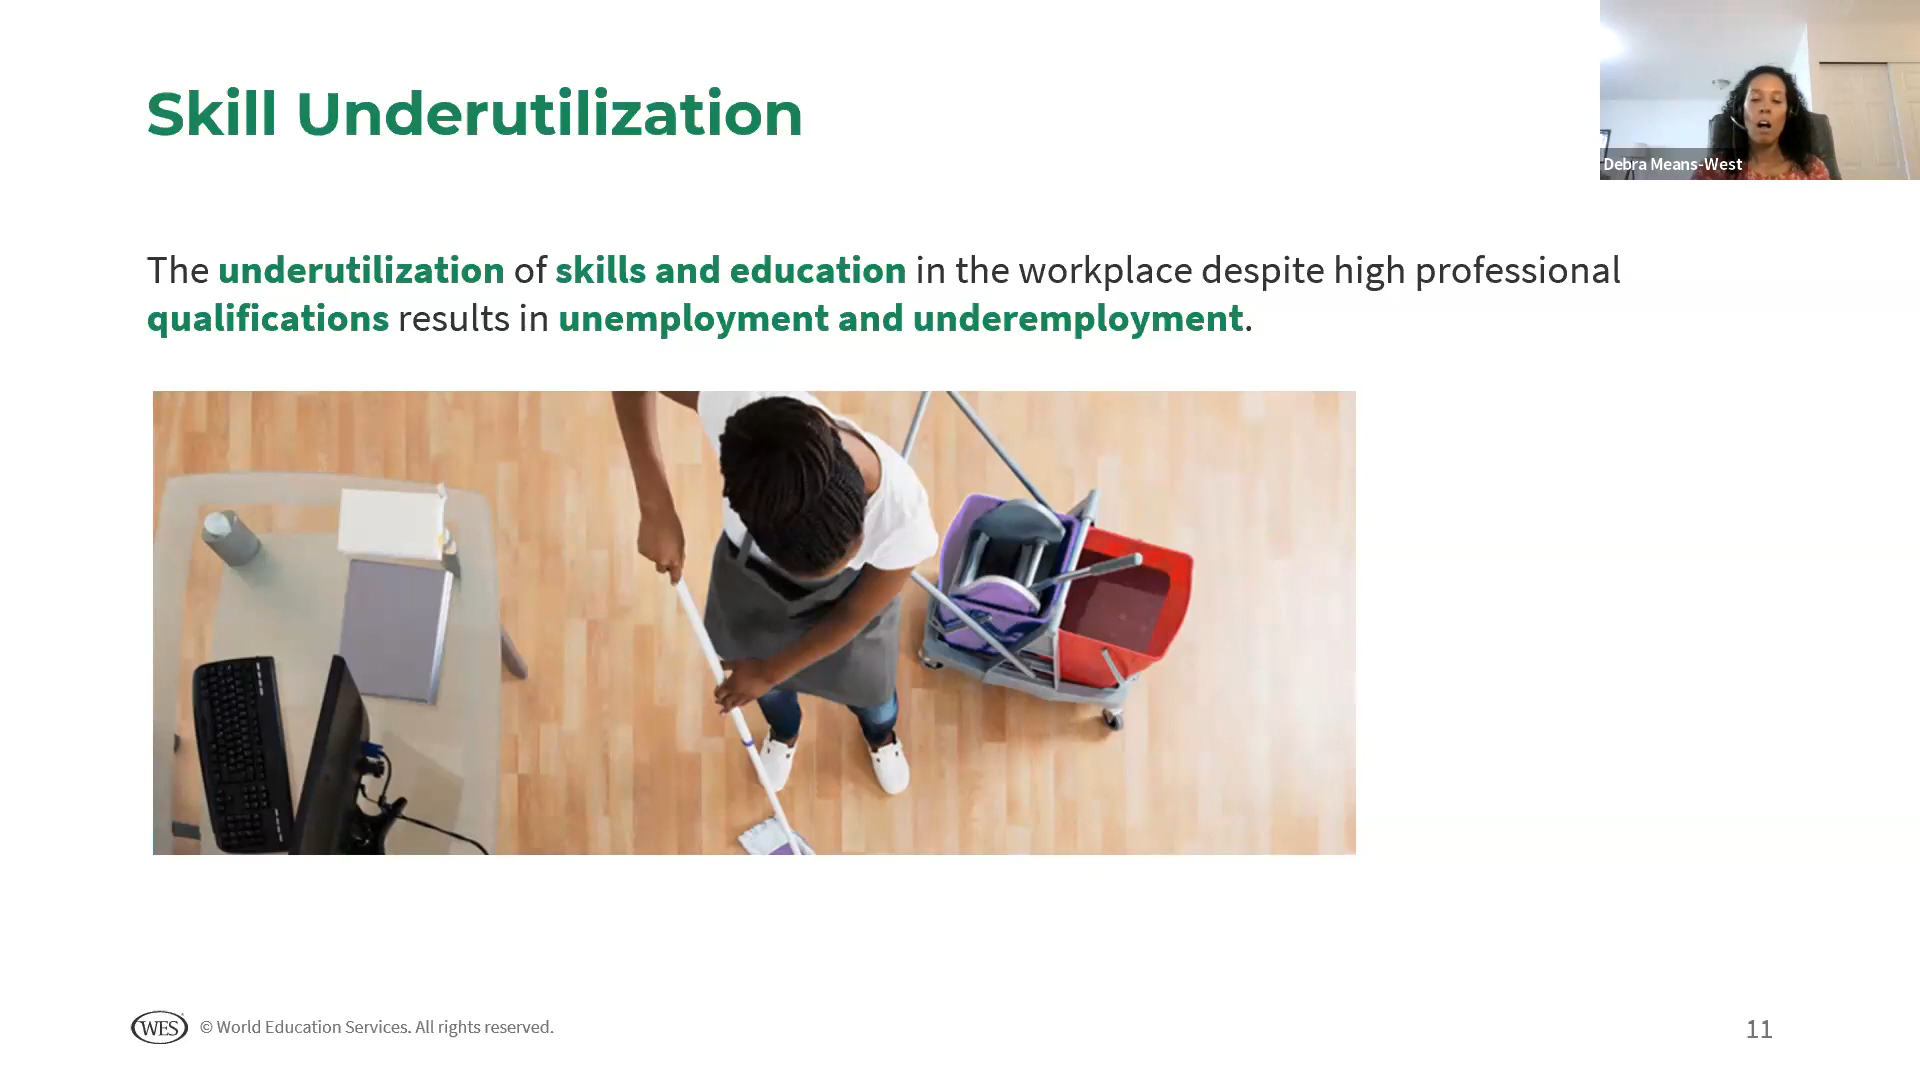 Skill Underutilization
Debra Means-West
The underutilization of skills and education in the workplace despite high professional
qualifications results in unemployment and underemployment.
WES © World Education Services. All rights reserved.
11